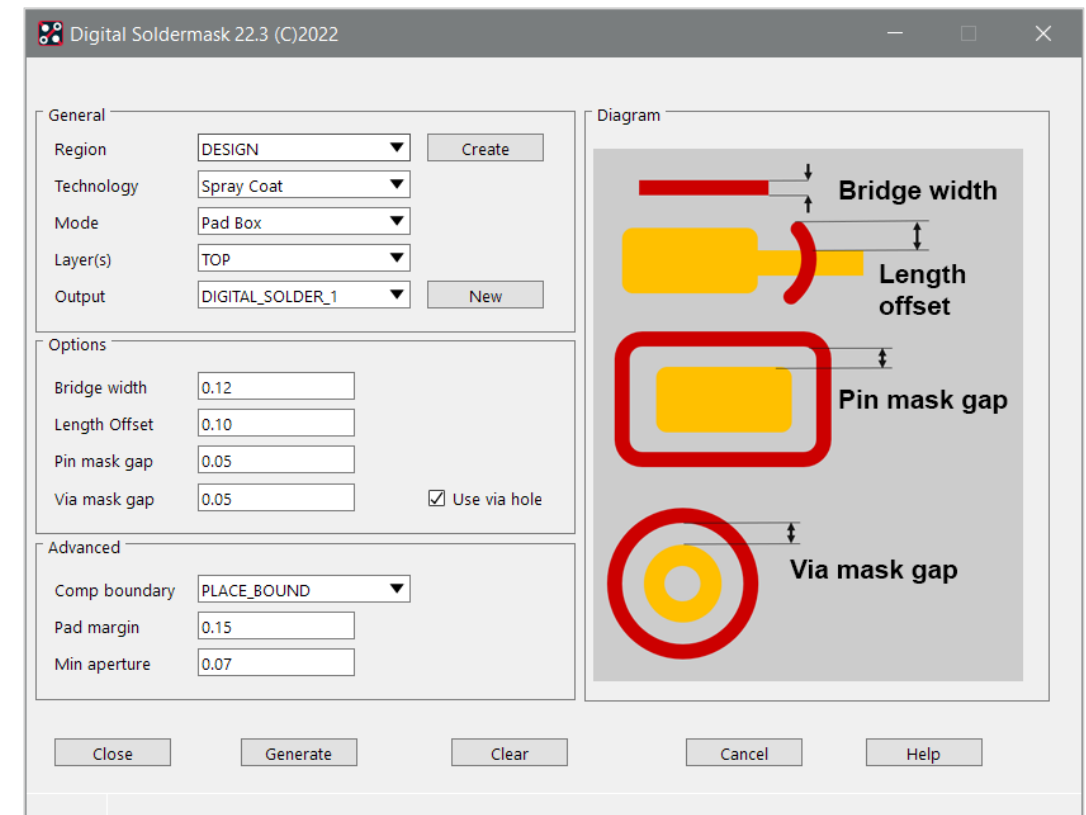 Digital Soldermask 22.3 (C)2022
General
Region DESIGN Create
Technology Spray Coat
Mode Pad Box
Layer(s) TOP
Output DIGITAL_SOLDER_1 New
Options
Bridge width 0.12
Length Offset 0.10
Pin mask gap 0.05
Via mask gap 0.05 Use via hole
Advanced
Comp boundary PLACE_BOUND
Pad margin 0.15
Min aperture 0.07
Diagram
Bridge width
Length
offset
Pin mask gap
Via mask gap
Close Generate Clear Cancel Help